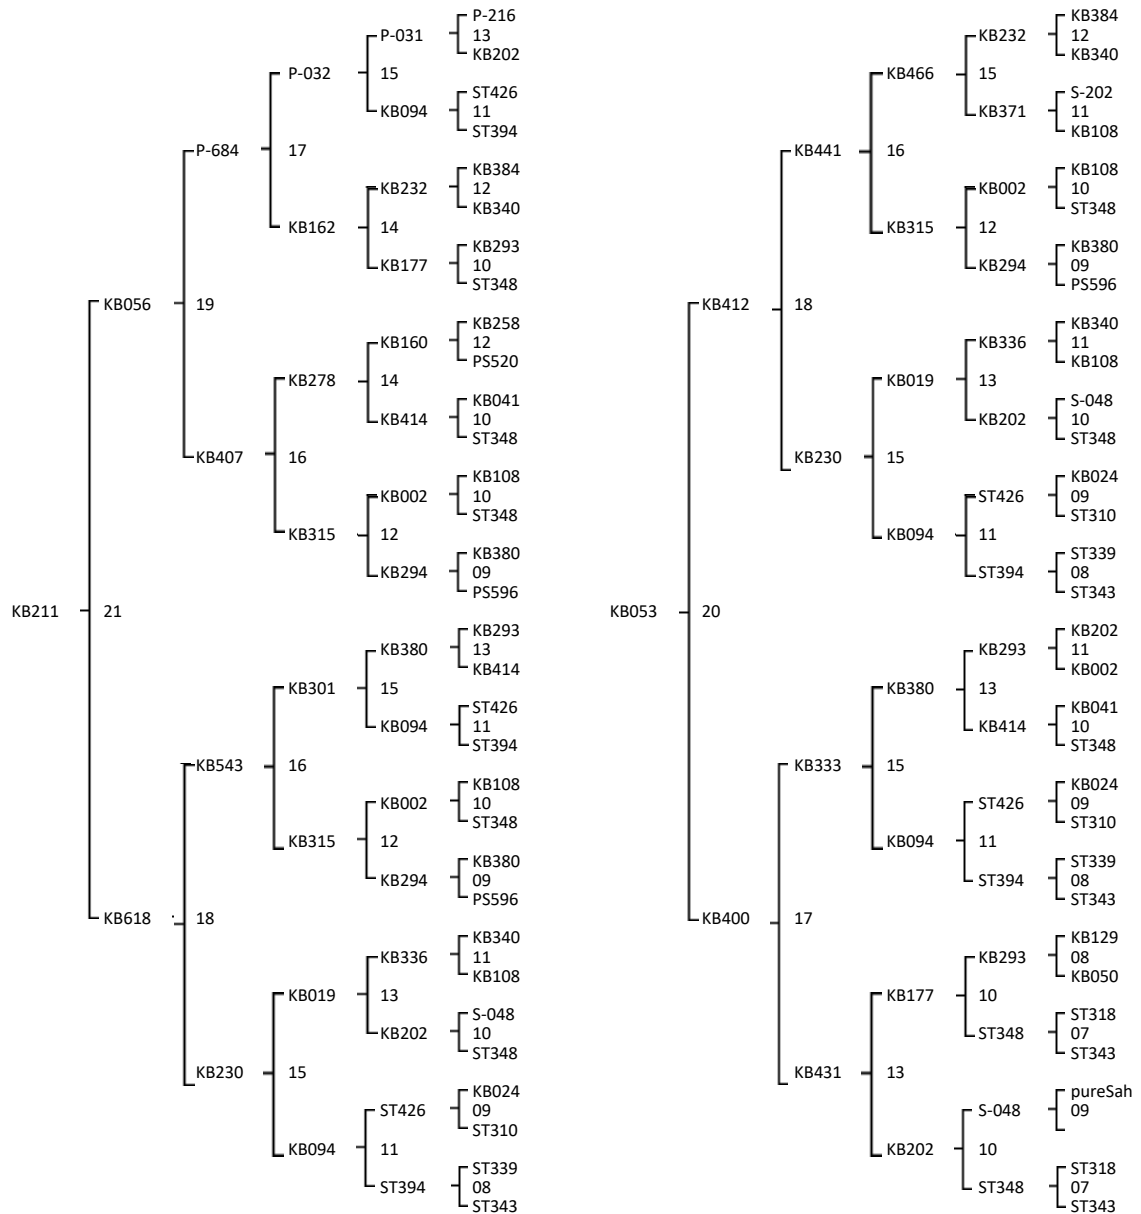 P-216
P-031 13
KB202
P-032 15
ST426
KB094 11
ST394
P-684 17
KB384
KB232 12
KB340
KB162 14
KB293
KB177 10
ST348
KB056 19
KB258
KB160 12
PS520
KB278 14
KB041
KB414 10
ST348
KB407 16
KB108
KB002 10
ST348
KB315 12
KB380
KB294 09
PS596
KB211 21
KB293
KB380 13
KB414
KB301 15
ST426
KB094 11
ST394
KB543 16
KB108
KB002 10
ST348
KB315 12
KB380
KB294 09
PS596
KB618 18
KB340
KB336 11
KB108
KB019 13
S-048
KB202 10
ST348
KB230 15
KB024
ST426 09
ST310
KB094 11
ST339
ST394 08
ST343
KB384
KB232 12
KB340
KB466 15
S-202
KB371 11
KB108
KB441 16
KB108
KB002 10
ST348
KB315 12
KB380
KB294 09
PS596
KB412 18
KB340
KB336 11
KB108
KB019 13
S-048
KB202 10
ST348
KB230 15
KB024
ST426 09
ST310
KB094 11
ST339
ST394 08
ST343
KB053 20
KB202
KB293 11
KB002
KB380 13
KB041
KB414 10
ST348
KB333 15
KB024
ST426 09
ST310
KB094 11
ST339
ST394 08
ST343
KB400 17
KB129
KB293 08
KB050
KB177 10
ST318
ST348 07
ST343
KB431 13
pureSah
S-048 09
KB202 10
ST318
ST348 07
ST343